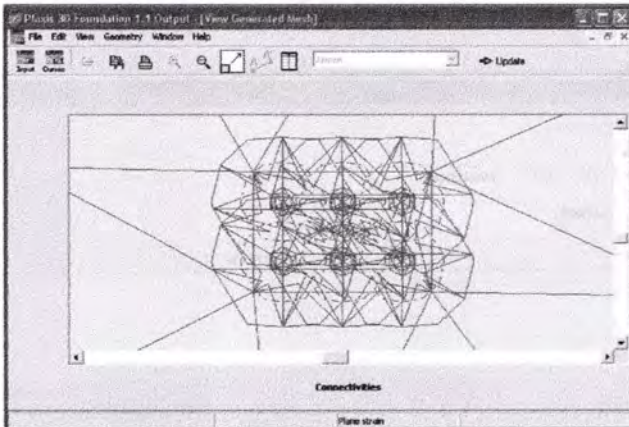 Plaxis 3D Foundation 1.1 Output - [View Generated Mesh]
File Edit View Geometry Window Help
Input Output
Update
Connectivities
Plane strain